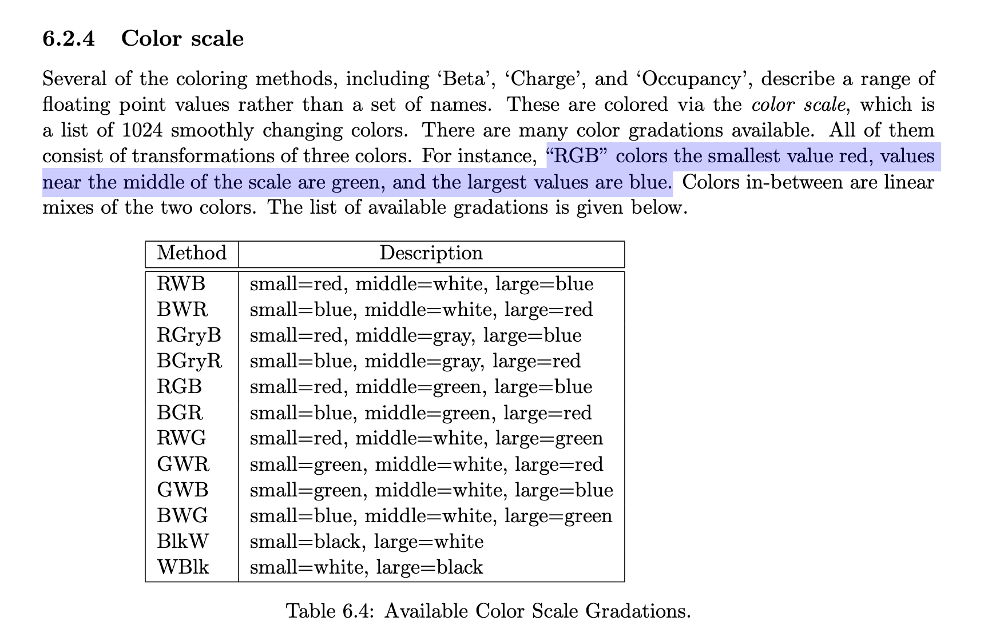 6.2.4 Color scale
Several of the coloring methods, including ‘Beta’, ‘Charge’, and ‘Occupancy’, describe a range of
floating point values rather than a set of names. These are colored via the color scale, which is
a list of 1024 smoothly changing colors. There are many color gradations available. All of them
consist of transformations of three colors. For instance, “RGB” colors the smallest value red, values
near the middle of the scale are green, and the largest values are blue. Colors in-between are linear
mixes of the two colors. The list of available gradations is given below.
Method Description
RWB small=red, middle=white, large=blue
BWR small=blue, middle=white, large=red
RGryB small=red, middle=gray, large=blue
BGryR small=blue, middle=gray, large=red
RGB small=red, middle=green, large=blue
BGR small=blue, middle=green, large=red
RWG small=red, middle=white, large=green
GWR small=green, middle=white, large=red
GWB small=green, middle=white, large=blue
BWG small=blue, middle=white, large=green
BlkW small=black, large=white
WBlk small=white, large=black
Table 6.4: Available Color Scale Gradations.